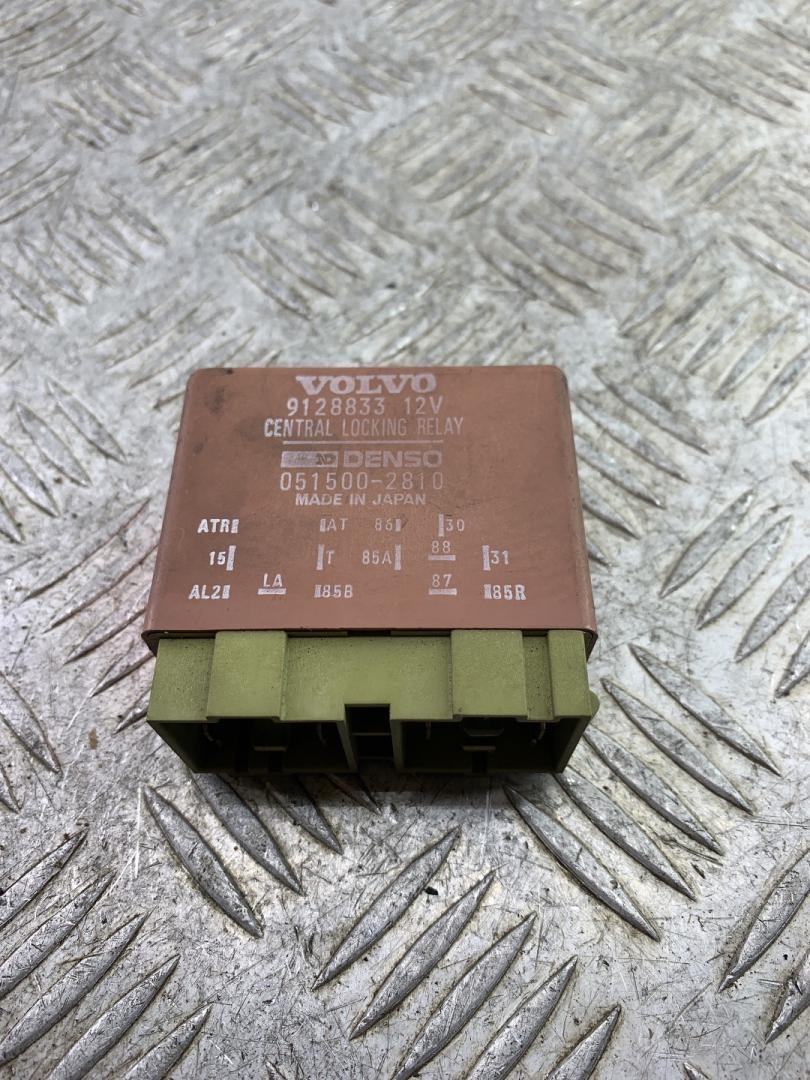 VOLVO
9128833 12V
CENTRAL LOCKING RELAY
ND DENSO
051500-2810
MADE IN JAPAN
ATR AT 86 30
15 T 85A 88 31
AL2 LA 85B 87 85R